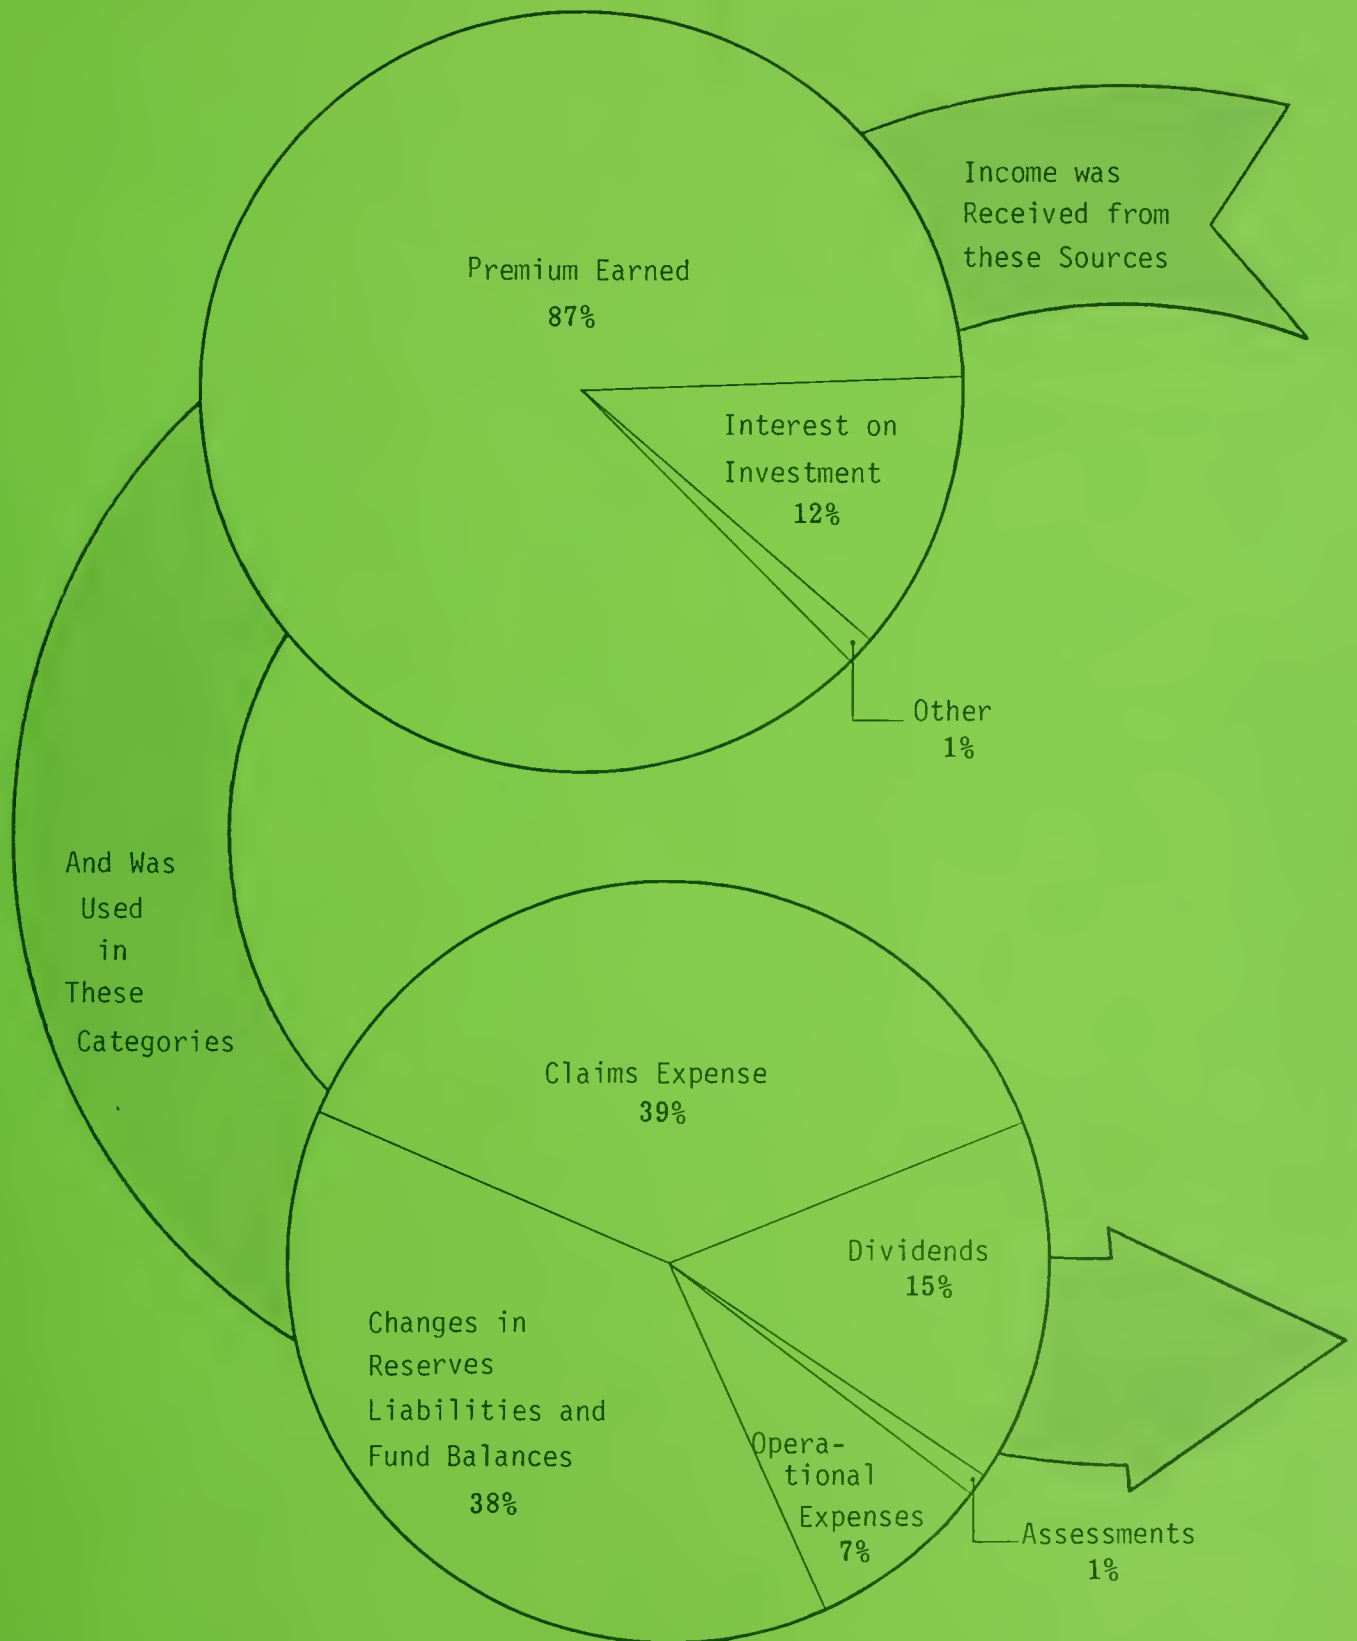 Income was
Received from
these Sources
Premium Earned
87%
Interest on
Investment
12%
Other
1%
And Was
Used
in
These
Categories
Claims Expense
39%
Dividends
15%
Changes in
Reserves
Liabilities and
Fund Balances
38%
Opera-
tional
Expenses
7%
Assessments
1%